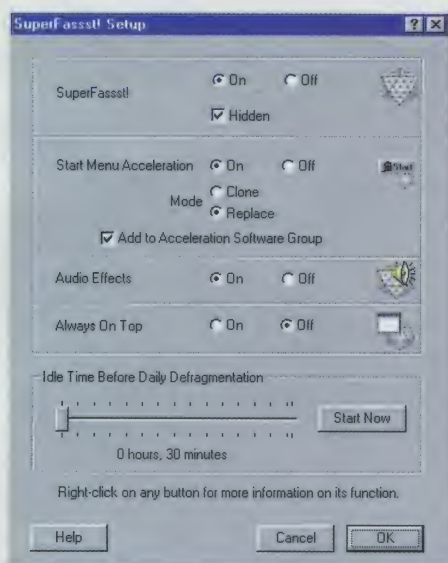 SuperFassst! Setup
SuperFassst!
On Off
Hidden
Start Menu Acceleration On Off
Start
Mode Clone
Replace
Add to Acceleration Software Group
Audio Effects On Off
Always On Top On Off
Idle Time Before Daily Defragmentation
Start Now
0 hours, 30 minutes
Right-click on any button for more information on its function.
Help Cancel OK